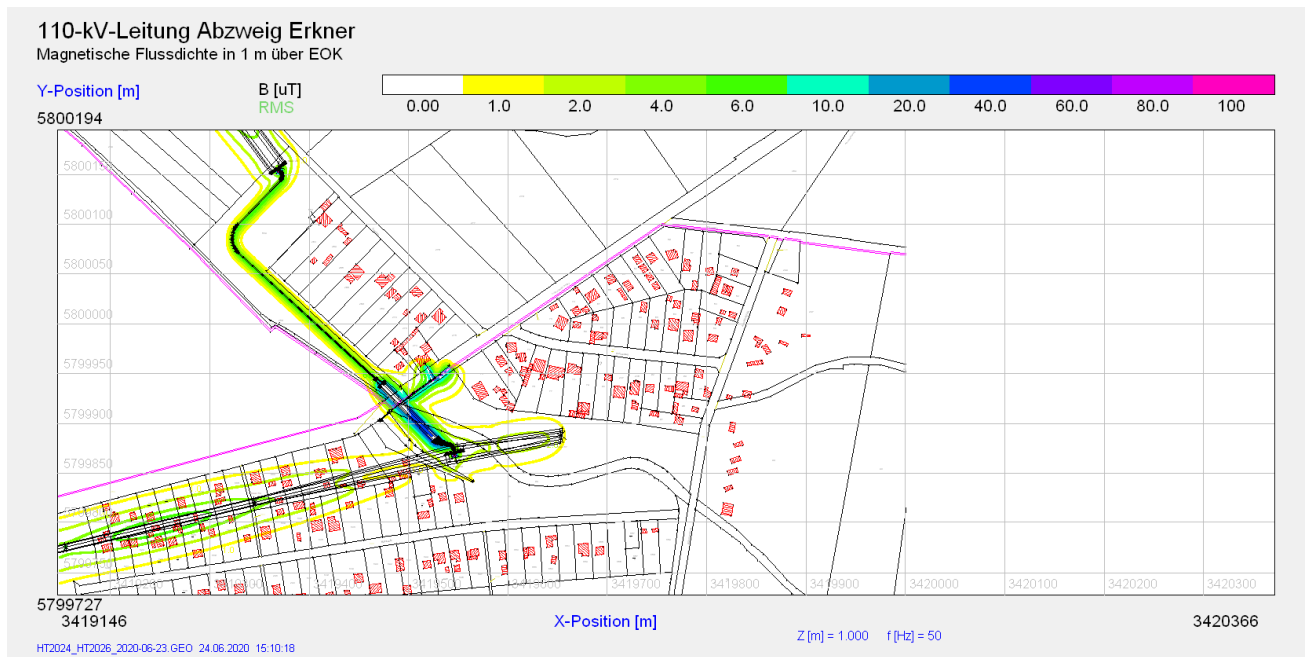 110-kV-Leitung Abzweig Erkner
Magnetische Flussdichte in 1 m über EOK
Y-Position [m]
B [uT]
RMS
0.00 1.0 2.0 4.0 6.0 10.0 20.0 40.0 60.0 80.0 100
5800194
5800100
5800050
5800000
5799950
5799900
5799850
3419700 3419800 3419900 3420000 3420100 3420200 3420300
5799727
3419146
X-Position [m]
3420366
Z [m] = 1.000 f [Hz] = 50
HT2024_HT2026_2020-06-23.GEO 24.06.2020 15:10:18